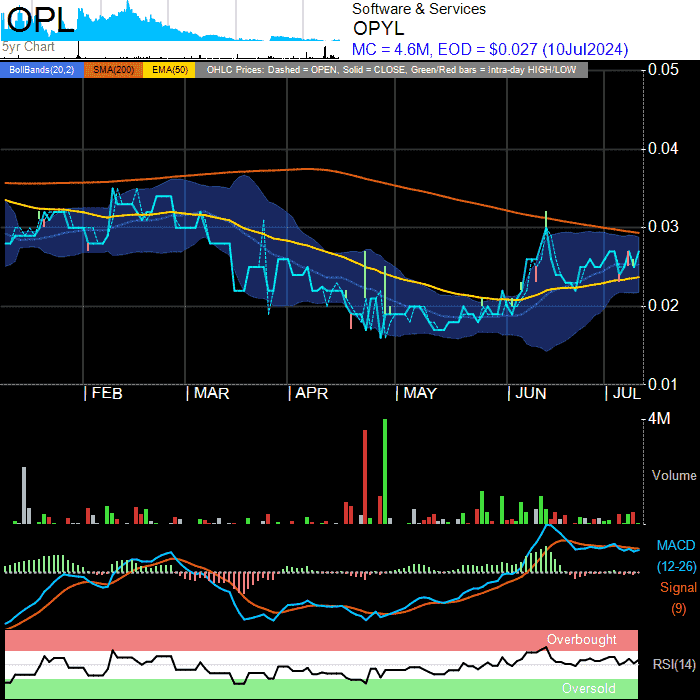 OPL
5yr Chart
Software & Services
OPYL
MC = 4.6M, EOD = $0.027 (10Jul2024)
BollBands(20,2) SMA(200) EMA(50) OHLC Prices: Dashed = OPEN, Solid = CLOSE, Green/Red bars = Intra-day HIGH/LOW
0.05
0.04
0.03
0.02
0.01
| FEB | MAR | APR | MAY | JUN | JUL
4M
Volume
MACD
(12-26)
Signal
(9)
Overbought
RSI(14)
Oversold